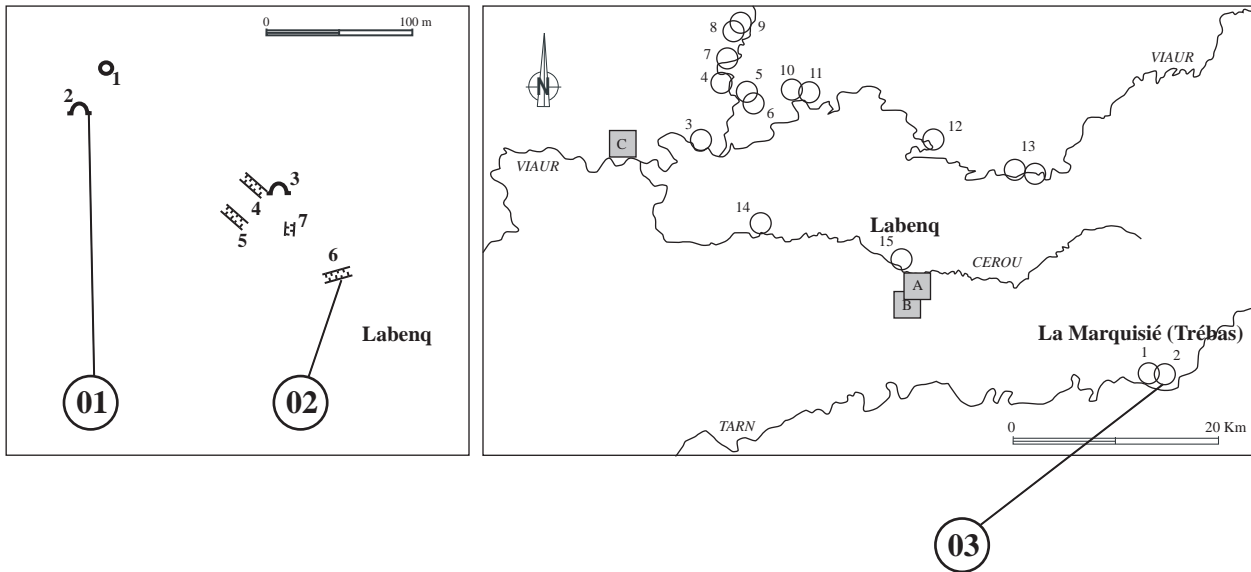 0 100 m
1
2
3
4
5
7
6
Labenq
01
02
N
8 9
7
4 5
6
10 11
VIAUR
3
12
C
13
VIAUR
14
Labenq
15
CEROU
A
B
La Marquisié (Trébas)
1 2
TARN
0 20 Km
03